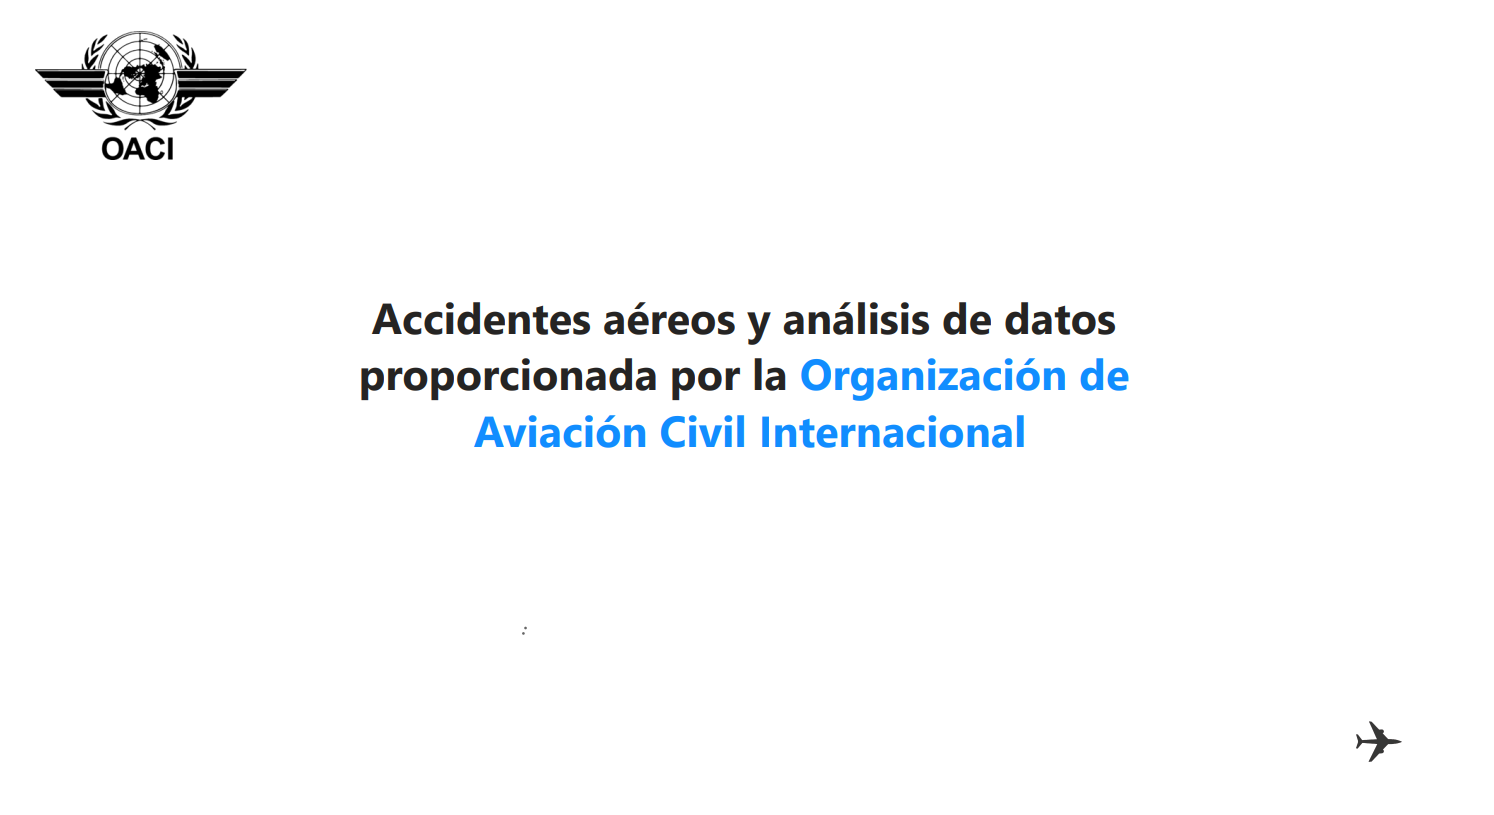 OACI
Accidentes aéreos y análisis de datos
proporcionada por la Organización de
Aviación Civil Internacional
: